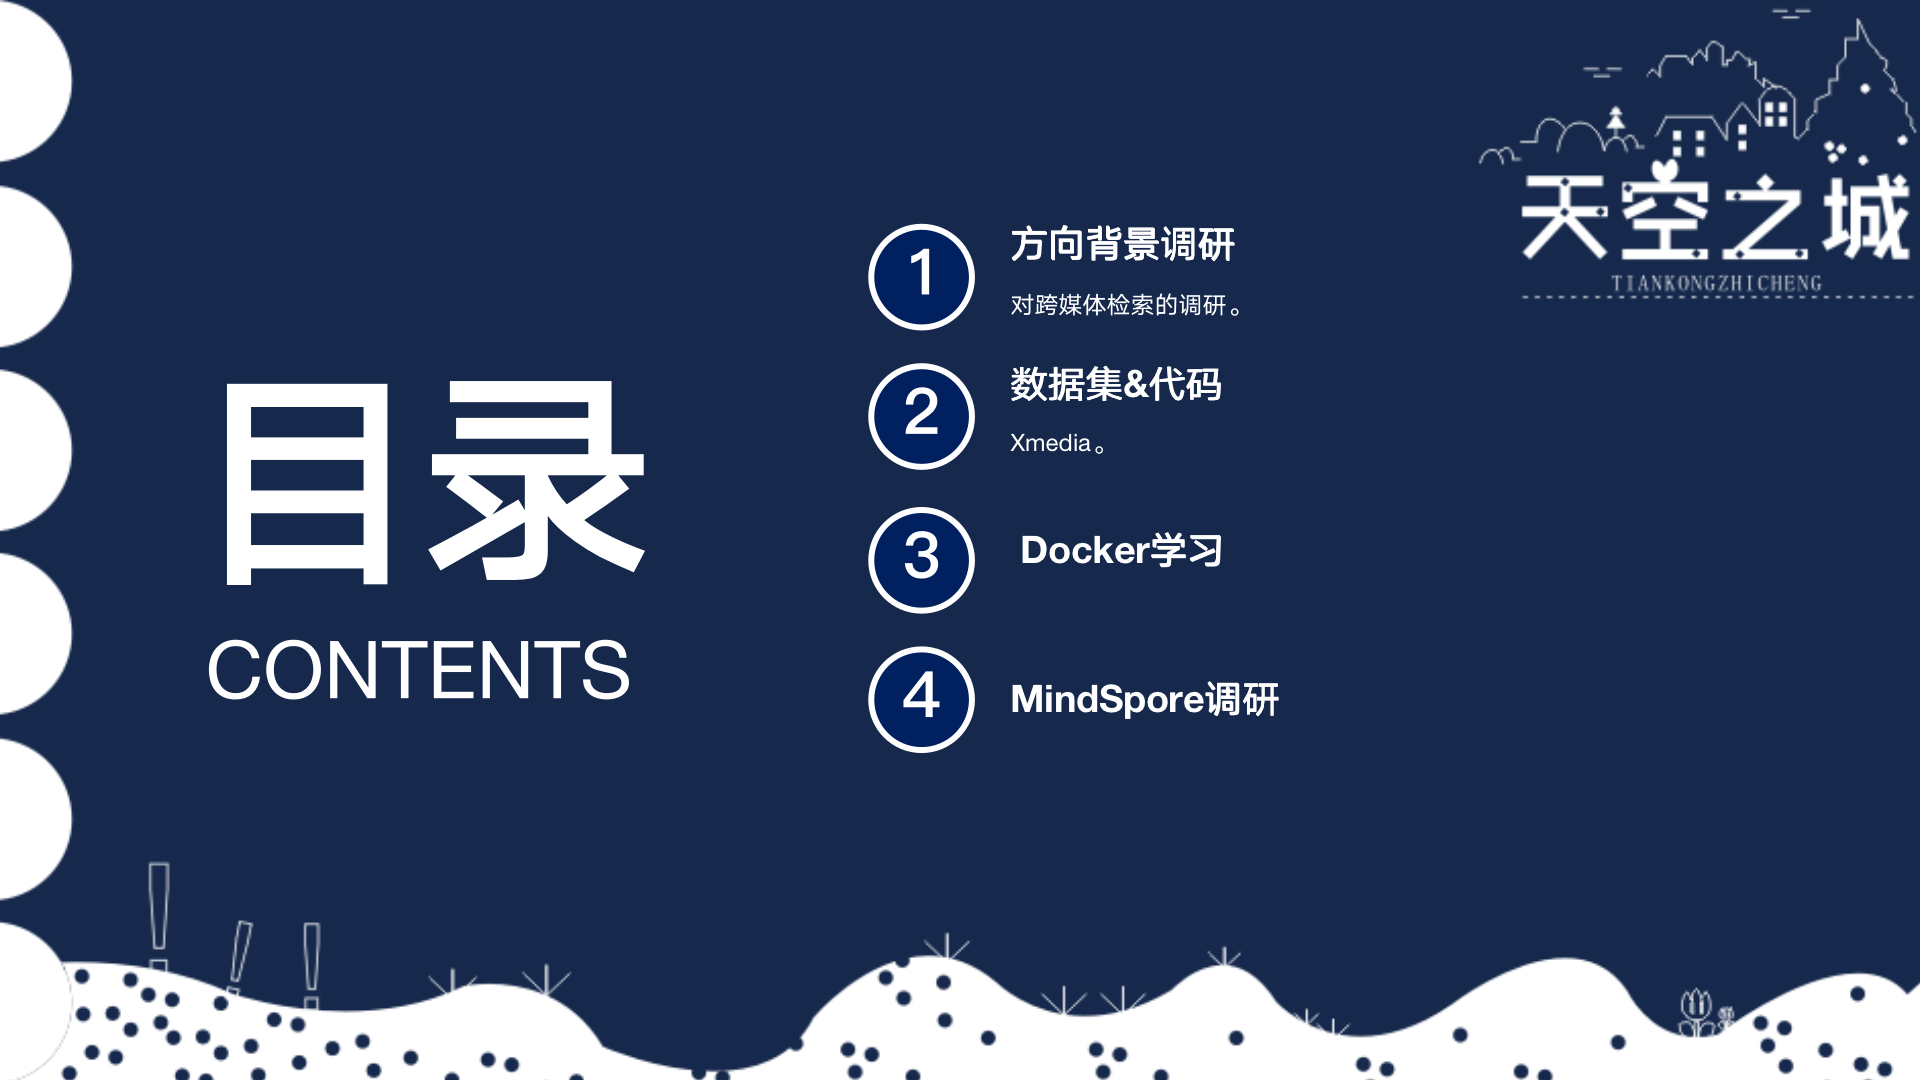 天空之城
TIANKONGZHICHENG
目录
CONTENTS
1
方向背景调研
对跨媒体检索的调研。
2
数据集&代码
Xmedia。
3
Docker学习
4
MindSpore调研